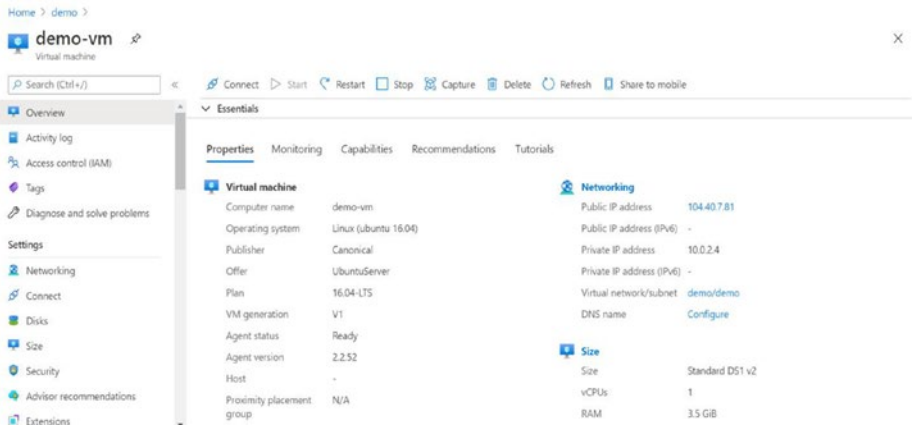 Home > demo >
demo-vm
Virtual machine
Search (Ctrl+/)
«
Connect Start Restart Stop Capture Delete Refresh Share to mobile
Overview
Activity log
Access control (IAM)
Tags
Diagnose and solve problems
Settings
Networking
Connect
Disks
Size
Security
Advisor recommendations
Extensions
Essentials
Properties Monitoring Capabilities Recommendations Tutorials
Virtual machine
Computer name demo-vm
Operating system Linux (ubuntu 16.04)
Publisher Canonical
Offer UbuntuServer
Plan 16.04-LTS
VM generation V1
Agent status Ready
Agent version 2.2.52
Host -
Proximity placement N/A
group
Networking
Public IP address 104.40.7.81
Public IP address (IPv6) -
Private IP address 10.0.2.4
Private IP address (IPv6) -
Virtual network/subnet demo/demo
DNS name Configure
Size
Size Standard DS1 v2
vCPUs 1
RAM 3.5 GiB